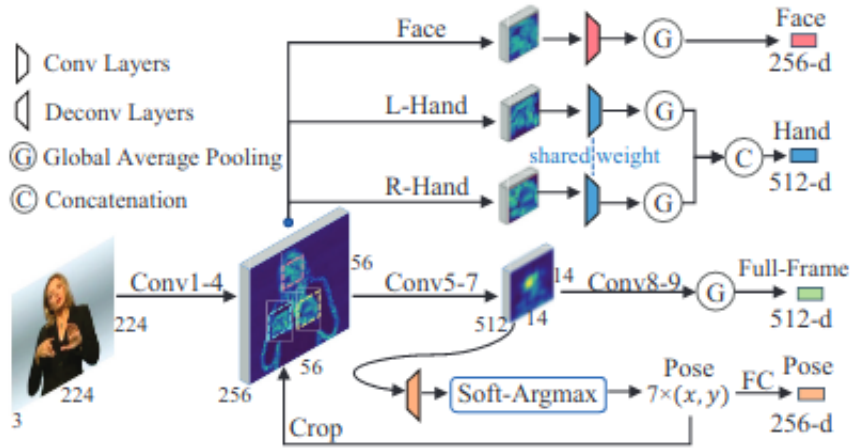 Conv Layers
Deconv Layers
G Global Average Pooling
C Concatenation
Face
G
Face
256-d
L-Hand
G
shared weight
C
Hand
512-d
R-Hand
G
3
224
224
Conv1-4
256
56
56
Conv5-7
512
14
14
Conv8-9
G
Full-Frame
512-d
Soft-Argmax
Pose
7×(x, y)
FC
Pose
256-d
Crop